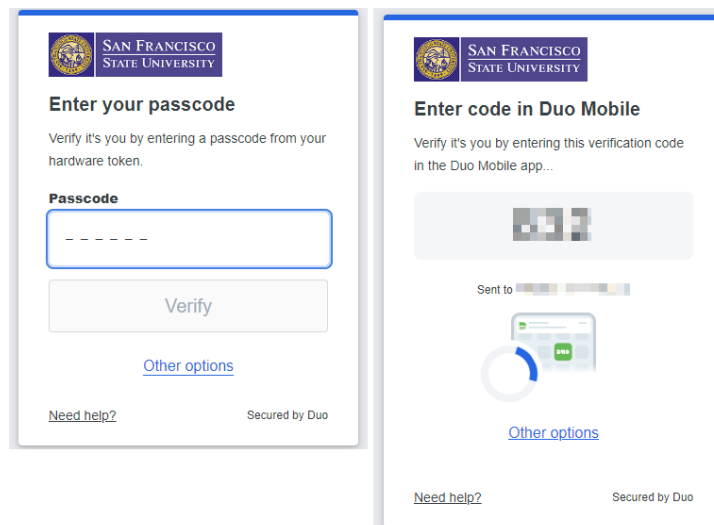 SAN FRANCISCO
STATE UNIVERSITY
Enter your passcode
Verify it's you by entering a passcode from your
hardware token.
Passcode
_ _ _ _ _ _
Verify
Other options
Need help?
Secured by Duo
SAN FRANCISCO
STATE UNIVERSITY
Enter code in Duo Mobile
Verify it's you by entering this verification code
in the Duo Mobile app...
Sent to
DUO
Other options
Need help?
Secured by Duo